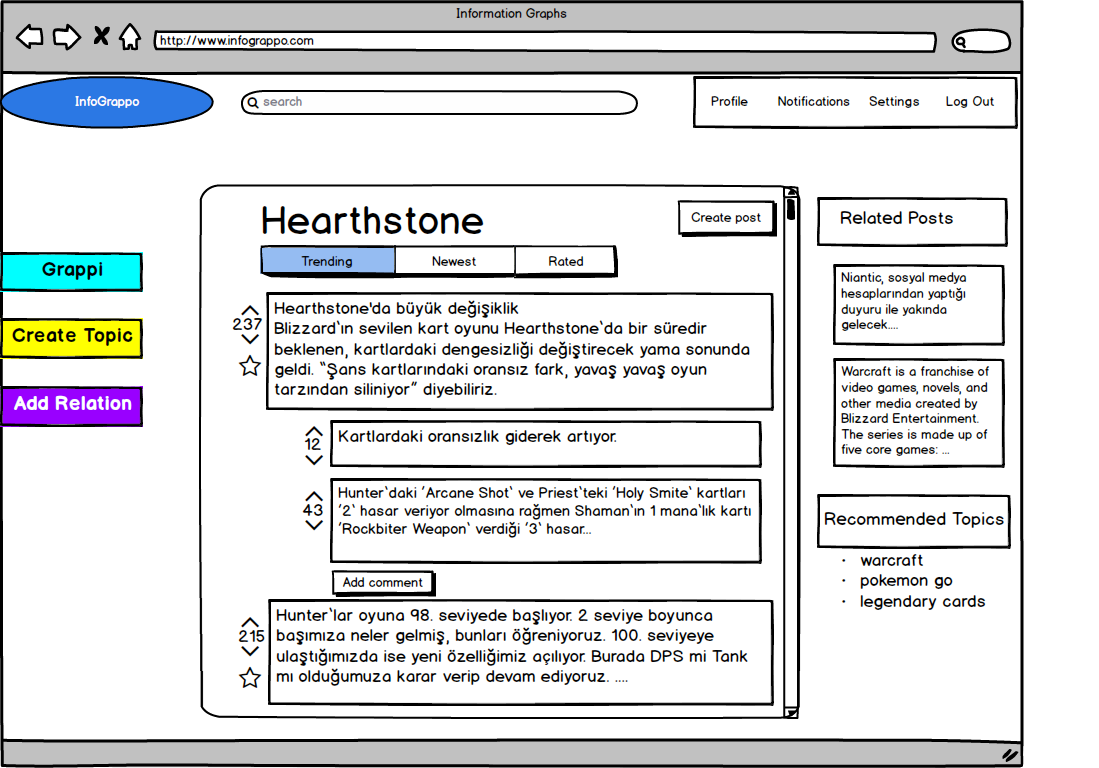 Information Graphs
http://www.infograppo.com
InfoGrappo
search
Profile
Notifications
Settings
Log Out
Hearthstone
Create post
Trending
Newest
Rated
Grappi
Create Topic
Add Relation
237
Hearthstone'da büyük değişiklik
Blizzard`ın sevilen kart oyunu Hearthstone`da bir süredir
beklenen, kartlardaki dengesizliği değiştirecek yama sonunda
geldi. “Şans kartlarındaki oransız fark, yavaş yavaş oyun
tarzından siliniyor” diyebiliriz.
12
Kartlardaki oransızlık giderek artıyor.
43
Hunter`daki ‘Arcane Shot` ve Priest`teki ‘Holy Smite` kartları
‘2` hasar veriyor olmasına rağmen Shaman`ın 1 mana`lık kartı
‘Rockbiter Weapon` verdiği ‘3` hasar...
Add comment
215
Hunter`lar oyuna 98. seviyede başlıyor. 2 seviye boyunca
başımıza neler gelmiş, bunları öğreniyoruz. 100. seviyeye
ulaştığımızda ise yeni özelliğimiz açılıyor. Burada DPS mi Tank
mı olduğumuza karar verip devam ediyoruz. ....
Related Posts
Niantic, sosyal medya
hesaplarından yaptığı
duyuru ile yakında
gelecek....
Warcraft is a franchise of
video games, novels, and
other media created by
Blizzard Entertainment.
The series is made up of
five core games: ...
Recommended Topics
· warcraft
· pokemon go
· legendary cards